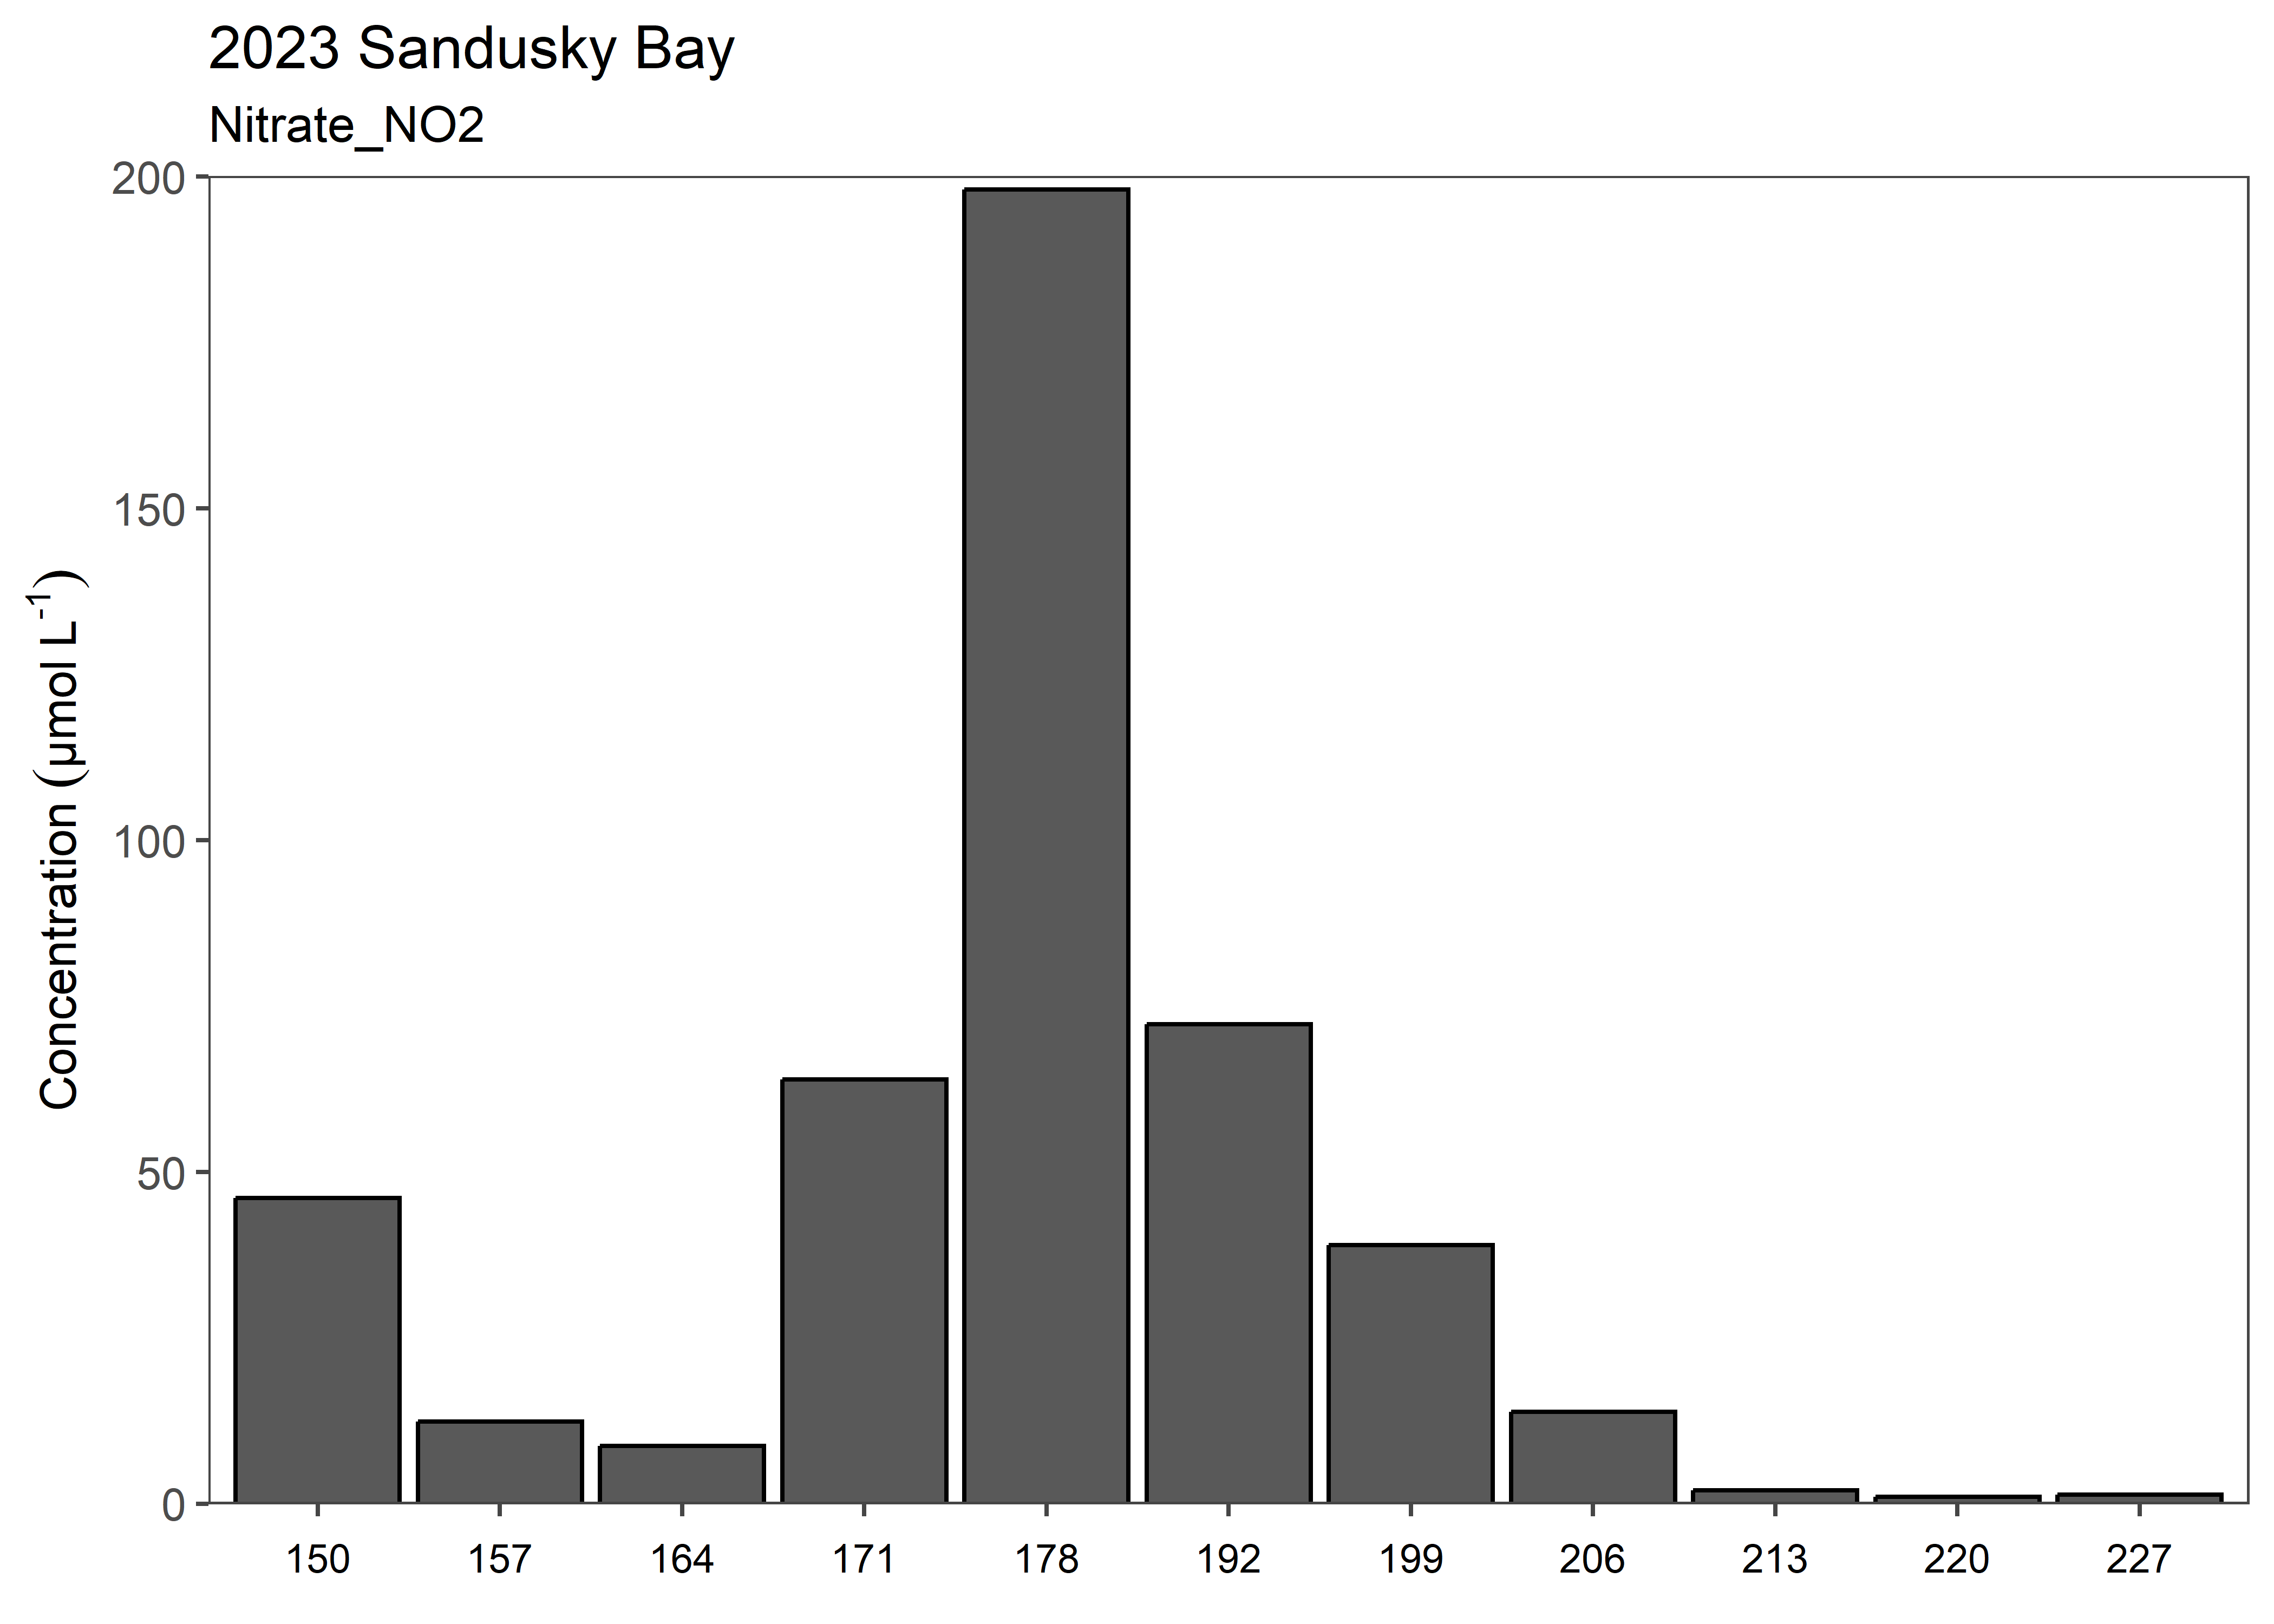 2023 Sandusky Bay
Nitrate_NO2
Concentration (µmol L⁻¹)
200
150
100
50
0
150 157 164 171 178 192 199 206 213 220 227